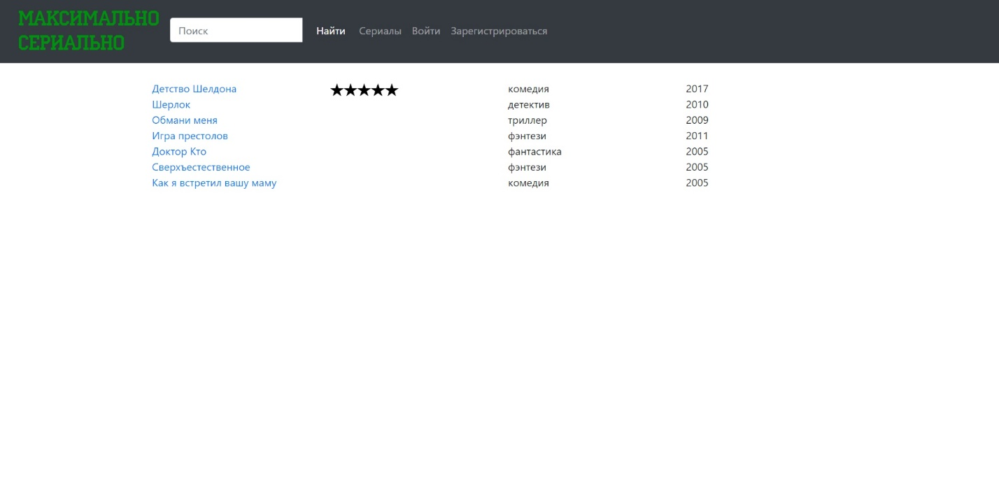 МАКСИМАЛЬНО
СЕРИАЛЬНО
Поиск Найти Сериалы Войти Зарегистрироваться
Детство Шелдона ★★★★★ комедия 2017
Шерлок детектив 2010
Обмани меня триллер 2009
Игра престолов фэнтези 2011
Доктор Кто фантастика 2005
Сверхъестественное фэнтези 2005
Как я встретил вашу маму комедия 2005